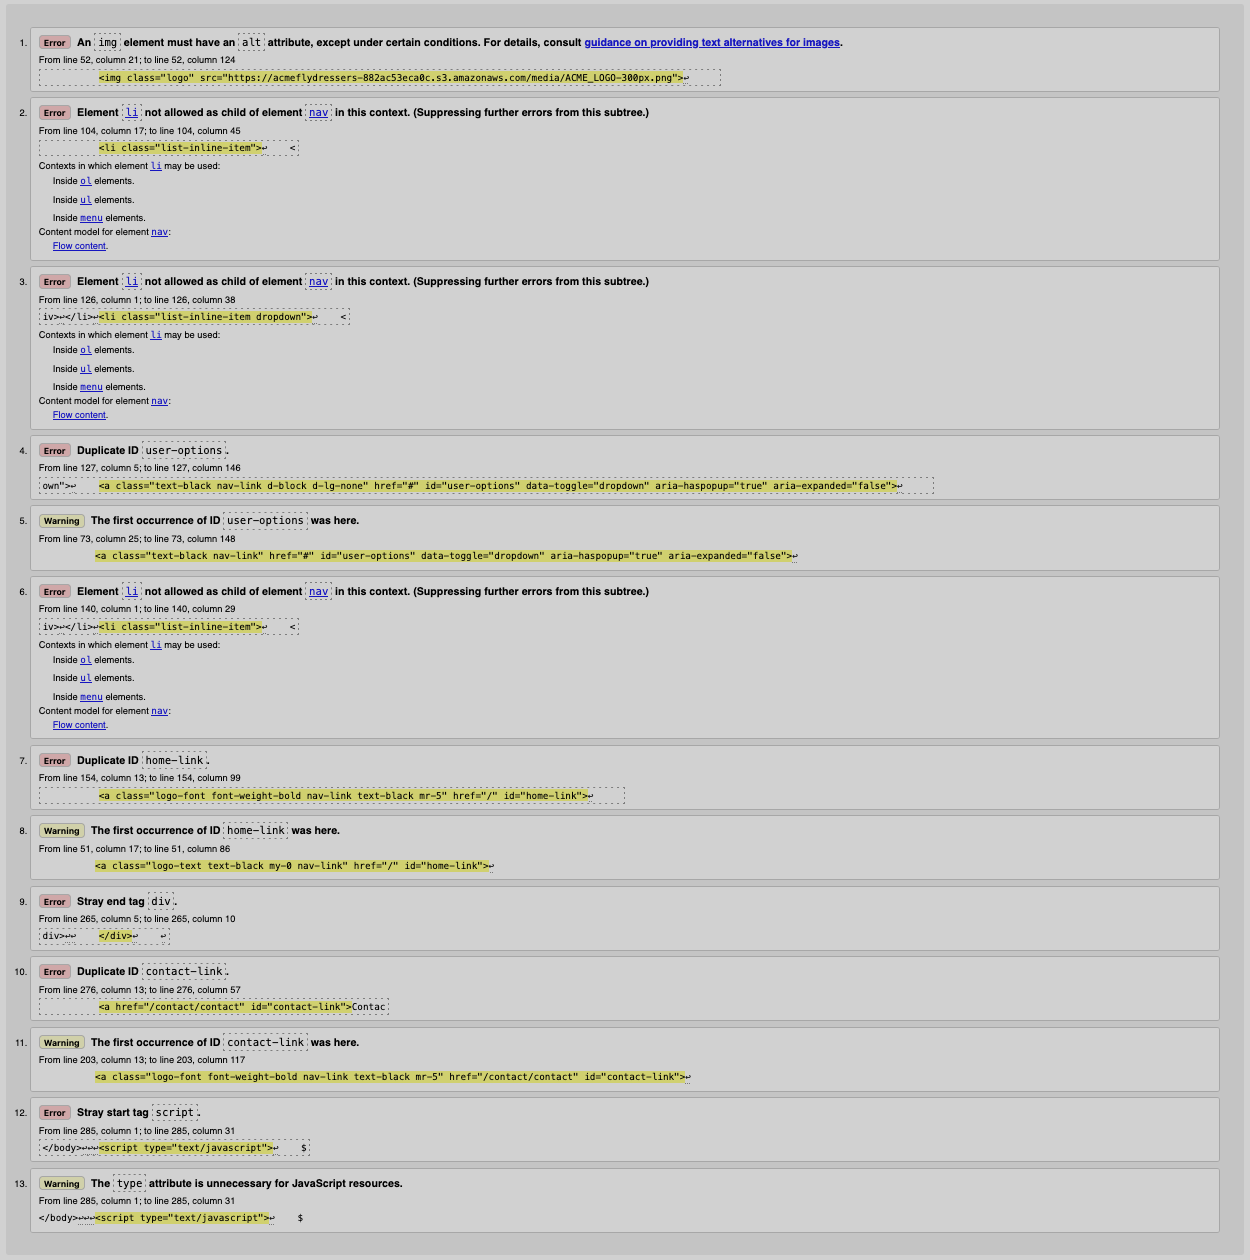 1. Error An img element must have an alt attribute, except under certain conditions. For details, consult guidance on providing text alternatives for images.
From line 52, column 21; to line 52, column 124
<img class="logo" src="https://acmeflydressers-882ac53eca0c.s3.amazonaws.com/media/ACME_LOGO-300px.png">↩
2. Error Element li not allowed as child of element nav in this context. (Suppressing further errors from this subtree.)
From line 104, column 17; to line 104, column 45
<li class="list-inline-item">↩ <
Contexts in which element li may be used:
Inside ol elements.
Inside ul elements.
Inside menu elements.
Content model for element nav:
Flow content.
3. Error Element li not allowed as child of element nav in this context. (Suppressing further errors from this subtree.)
From line 126, column 1; to line 126, column 38
iv>↩</li>↩<li class="list-inline-item dropdown">↩ <
Contexts in which element li may be used:
Inside ol elements.
Inside ul elements.
Inside menu elements.
Content model for element nav:
Flow content.
4. Error Duplicate ID user-options.
From line 127, column 5; to line 127, column 146
own">↩ <a class="text-black nav-link d-block d-lg-none" href="#" id="user-options" data-toggle="dropdown" aria-haspopup="true" aria-expanded="false">↩
5. Warning The first occurrence of ID user-options was here.
From line 73, column 25; to line 73, column 148
<a class="text-black nav-link" href="#" id="user-options" data-toggle="dropdown" aria-haspopup="true" aria-expanded="false">↩
6. Error Element li not allowed as child of element nav in this context. (Suppressing further errors from this subtree.)
From line 140, column 1; to line 140, column 29
iv>↩</li>↩<li class="list-inline-item">↩ <
Contexts in which element li may be used:
Inside ol elements.
Inside ul elements.
Inside menu elements.
Content model for element nav:
Flow content.
7. Error Duplicate ID home-link.
From line 154, column 13; to line 154, column 99
<a class="logo-font font-weight-bold nav-link text-black mr-5" href="/" id="home-link">↩
8. Warning The first occurrence of ID home-link was here.
From line 51, column 17; to line 51, column 86
<a class="logo-text text-black my-0 nav-link" href="/" id="home-link">↩
9. Error Stray end tag div.
From line 265, column 5; to line 265, column 10
div>↩↩ </div>↩ ↩
10. Error Duplicate ID contact-link.
From line 276, column 13; to line 276, column 57
<a href="/contact/contact" id="contact-link">Contac
11. Warning The first occurrence of ID contact-link was here.
From line 203, column 13; to line 203, column 117
<a class="logo-font font-weight-bold nav-link text-black mr-5" href="/contact/contact" id="contact-link">↩
12. Error Stray start tag script.
From line 285, column 1; to line 285, column 31
</body>↩↩↩<script type="text/javascript">↩ $
13. Warning The type attribute is unnecessary for JavaScript resources.
From line 285, column 1; to line 285, column 31
</body>↩↩↩<script type="text/javascript">↩ $